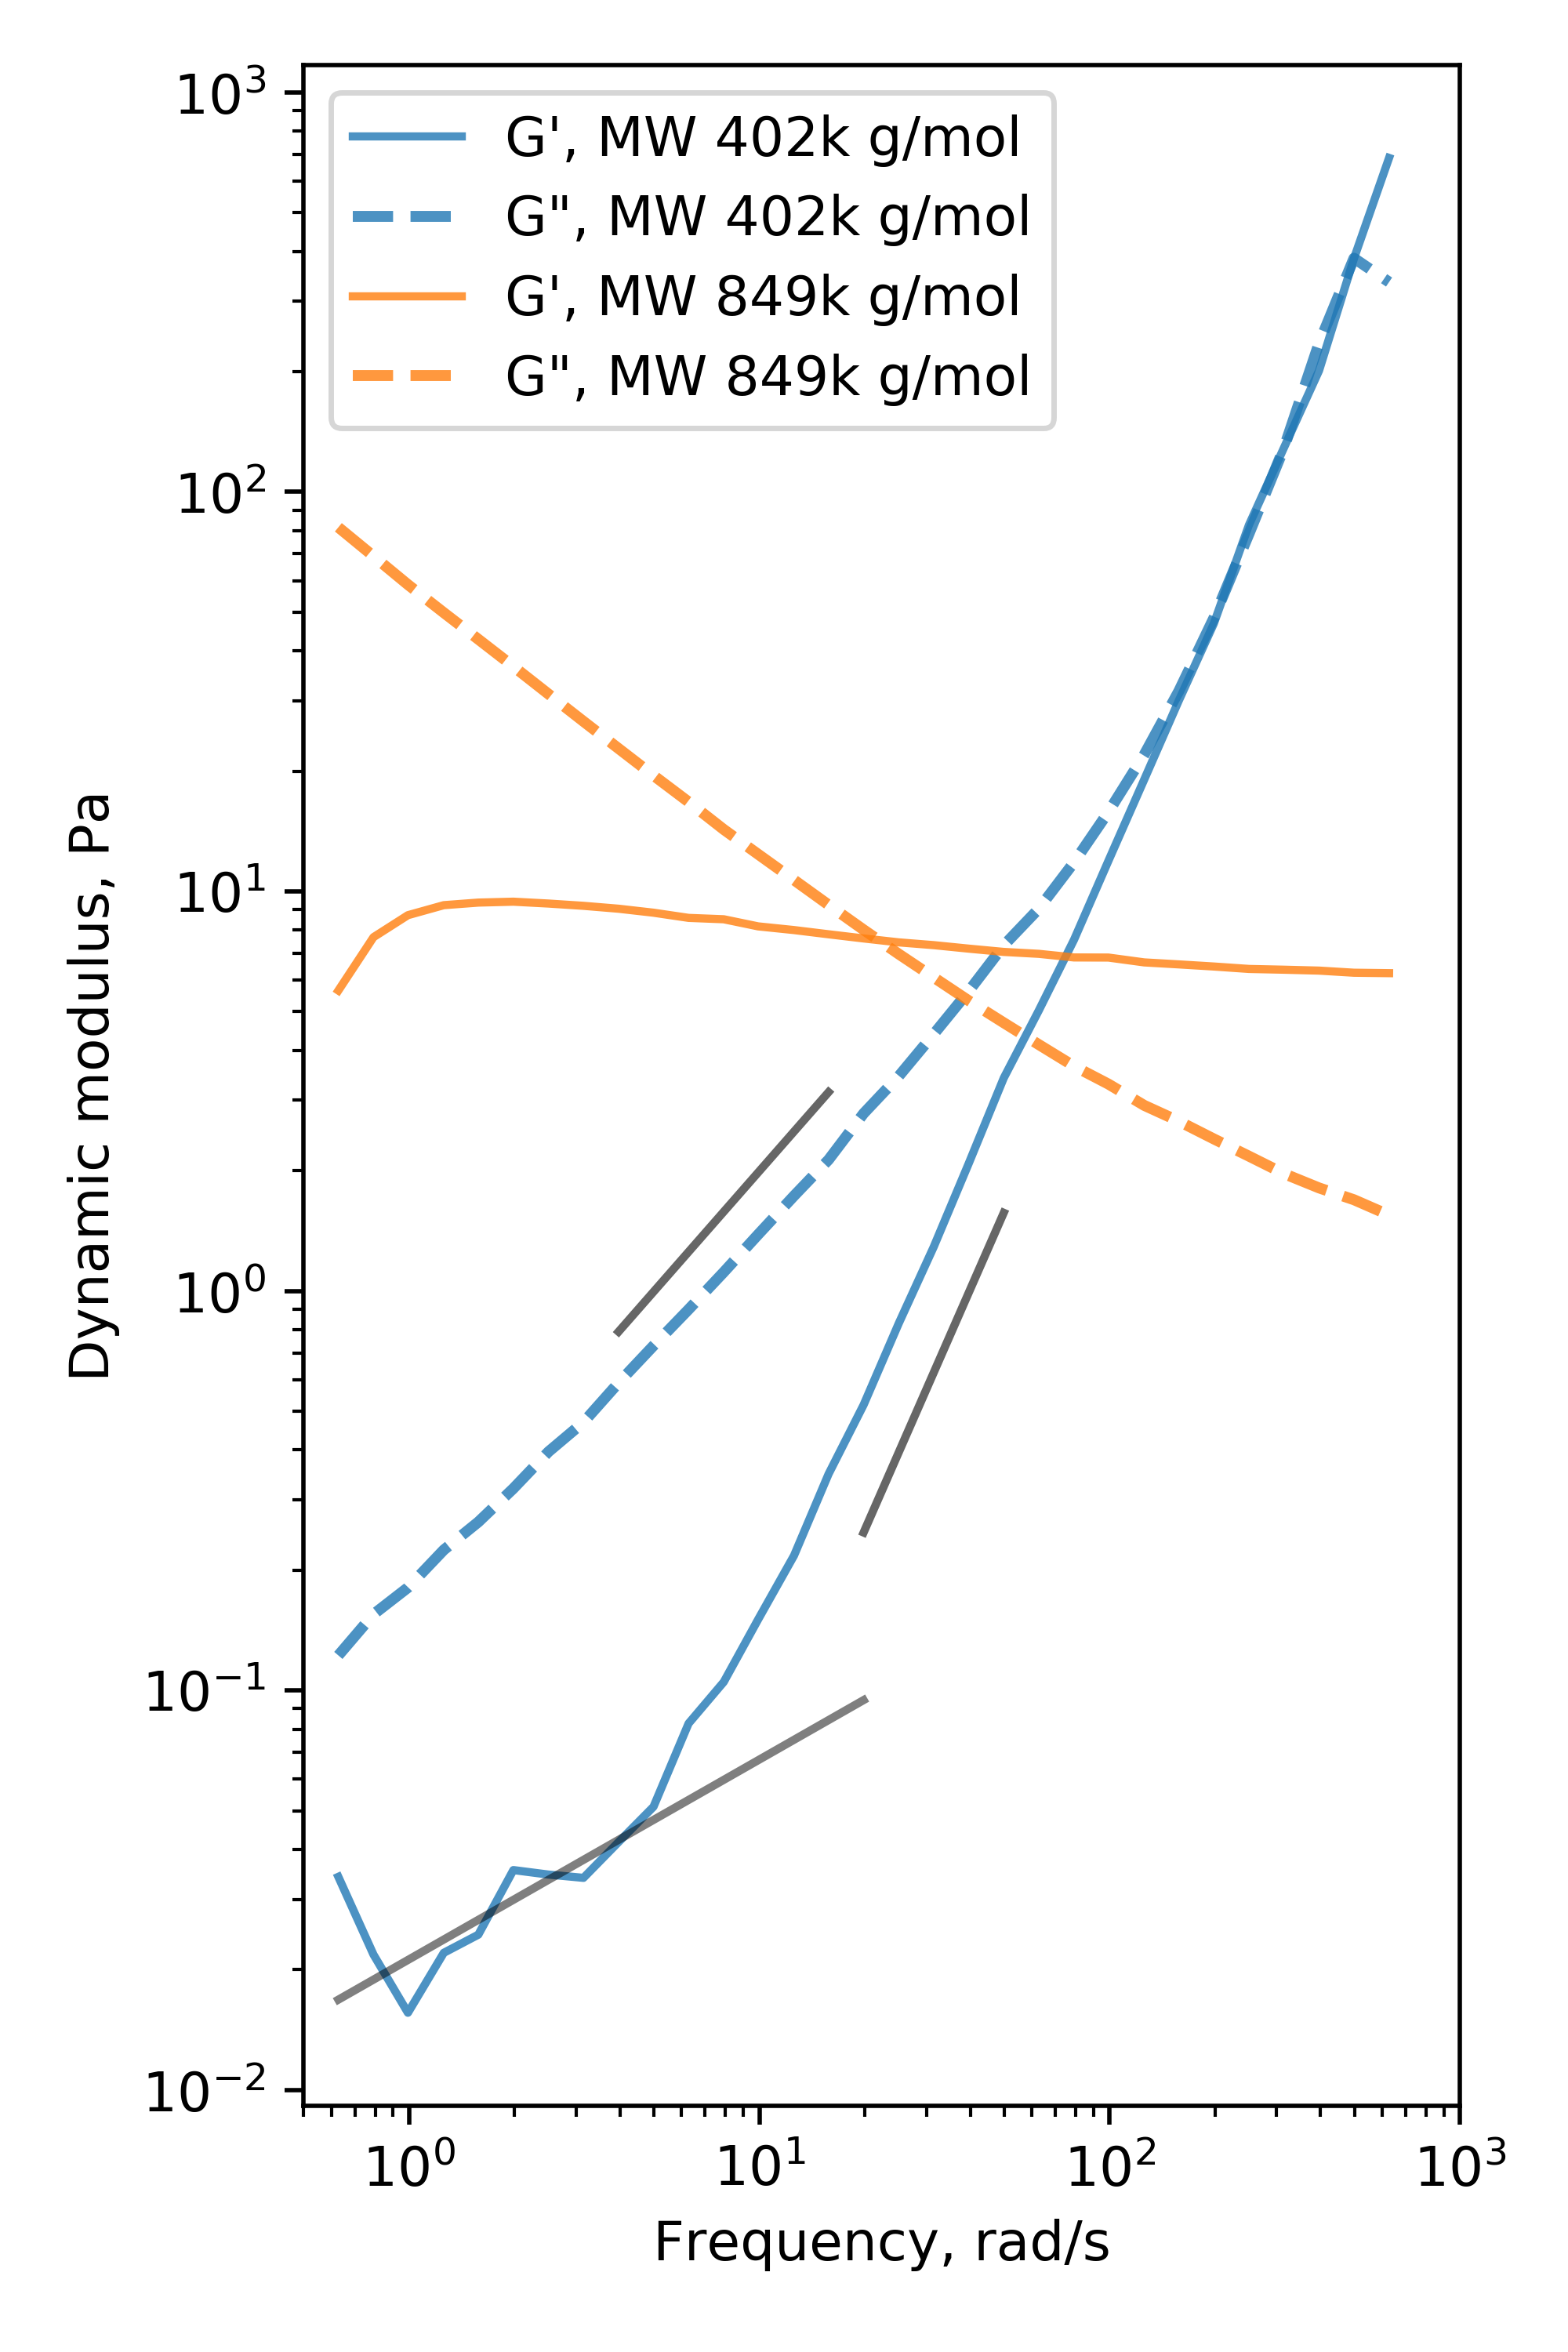 10³
10²
10¹
10⁰
10⁻¹
10⁻²
Dynamic modulus, Pa
G', MW 402k g/mol
G", MW 402k g/mol
G', MW 849k g/mol
G", MW 849k g/mol
10⁰ 10¹ 10² 10³
Frequency, rad/s